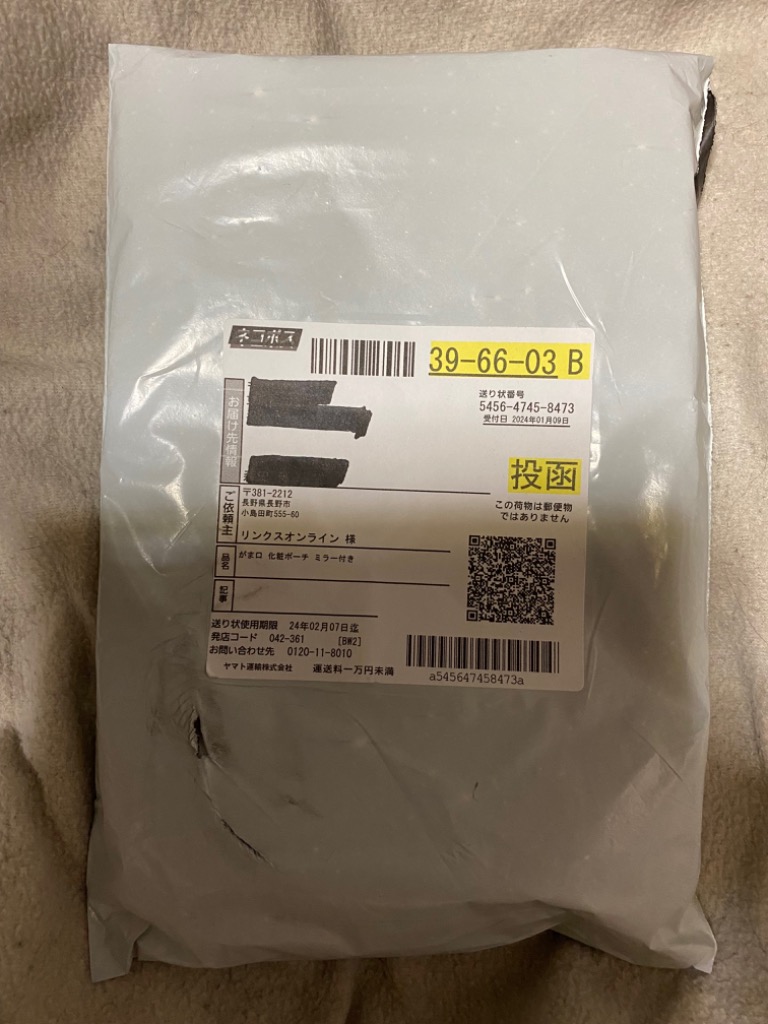 ネコポス
39-66-03 B
送り状番号
5456-4745-8473
受付日 2024年01月09日
お届け先情報
投函
この荷物は郵便物
ではありません
ご依頼主
〒381-2212
長野県長野市
小島田町555-60
リンクスオンライン 様
品名
がま口 化粧ポーチ ミラー付き
記事
送り状使用期限 24年02月07日迄
発店コード 042-361 [BW2]
お問い合わせ先 0120-11-8010
ヤマト運輸株式会社 運送料一万円未満
a545647458473a